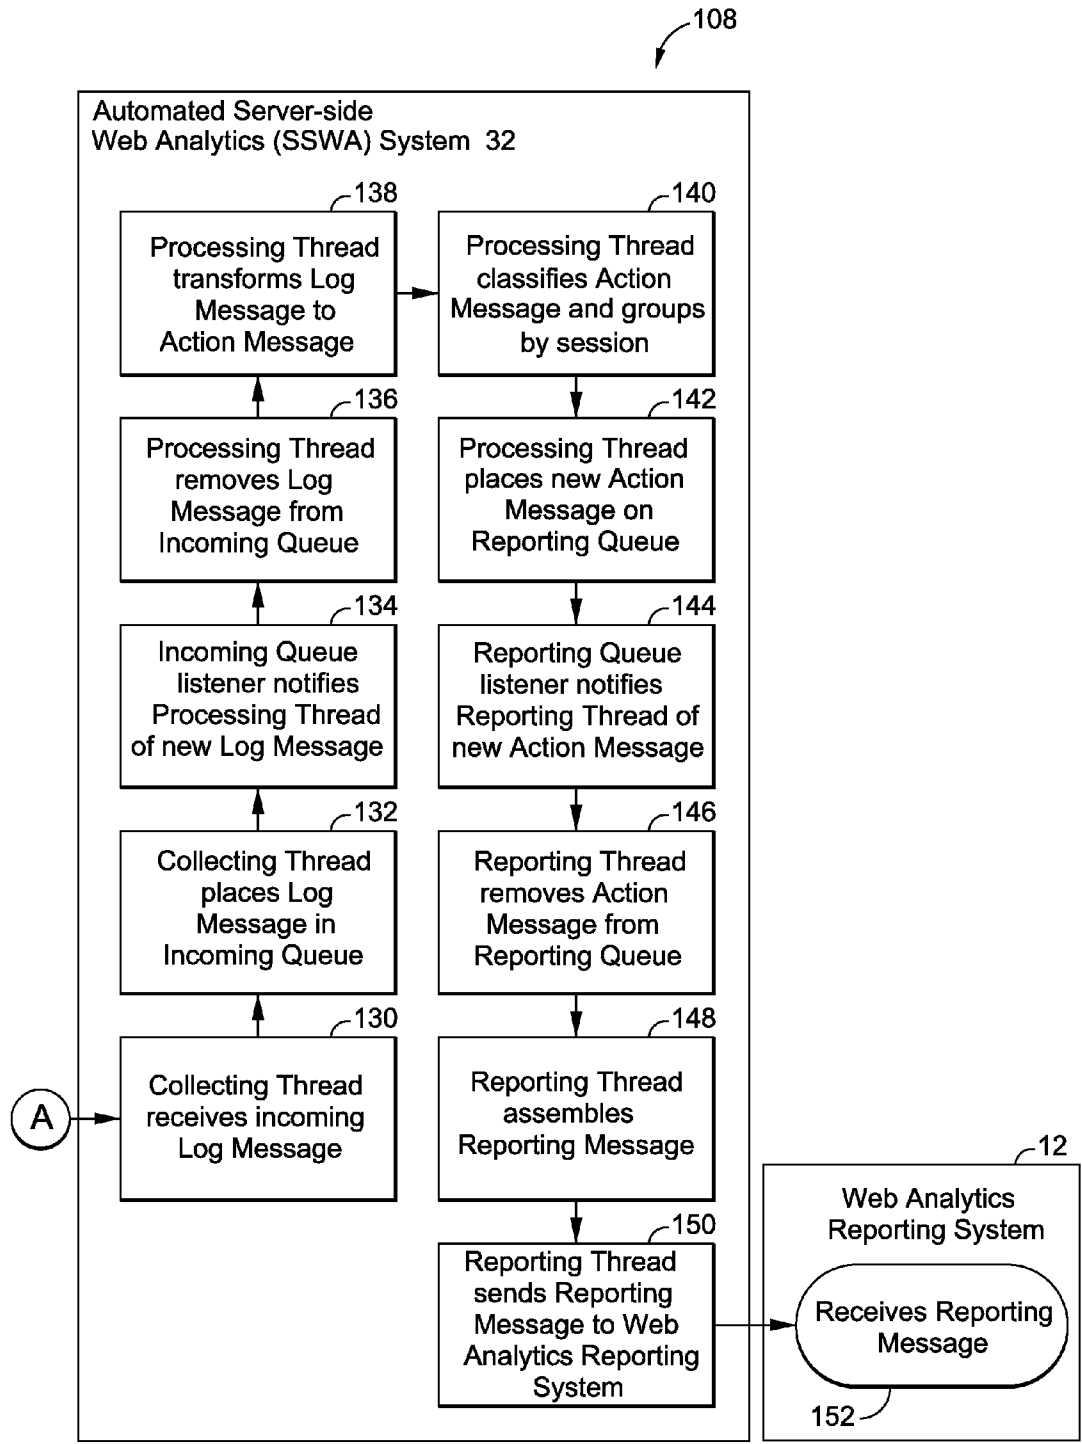 108
Automated Server-side
Web Analytics (SSWA) System 32
138
Processing Thread
transforms Log
Message to
Action Message
140
Processing Thread
classifies Action
Message and groups
by session
136
Processing Thread
removes Log
Message from
Incoming Queue
142
Processing Thread
places new Action
Message on
Reporting Queue
134
Incoming Queue
listener notifies
Processing Thread
of new Log Message
144
Reporting Queue
listener notifies
Reporting Thread of
new Action Message
132
Collecting Thread
places Log
Message in
Incoming Queue
146
Reporting Thread
removes Action
Message from
Reporting Queue
130
Collecting Thread
receives incoming
Log Message
A
148
Reporting Thread
assembles
Reporting Message
150
Reporting Thread
sends Reporting
Message to Web
Analytics Reporting
System
12
Web Analytics
Reporting System
Receives Reporting
Message
152